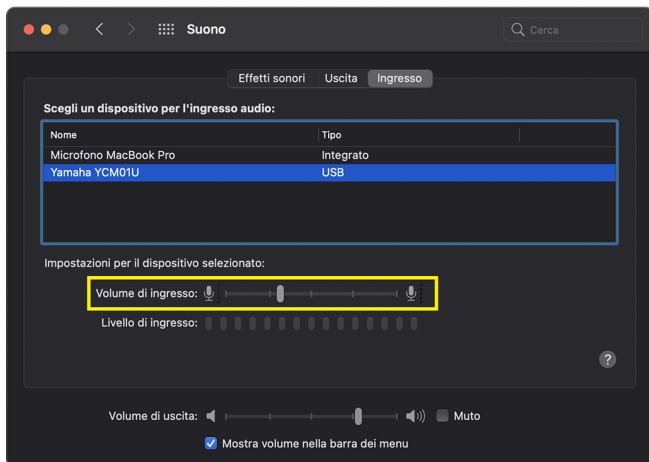 Suono
Cerca
Effetti sonori Uscita Ingresso
Scegli un dispositivo per l'ingresso audio:
Nome Tipo
Microfono MacBook Pro Integrato
Yamaha YCM01U USB
Impostazioni per il dispositivo selezionato:
Volume di ingresso:
Livello di ingresso:
?
Volume di uscita: Muto
Mostra volume nella barra dei menu